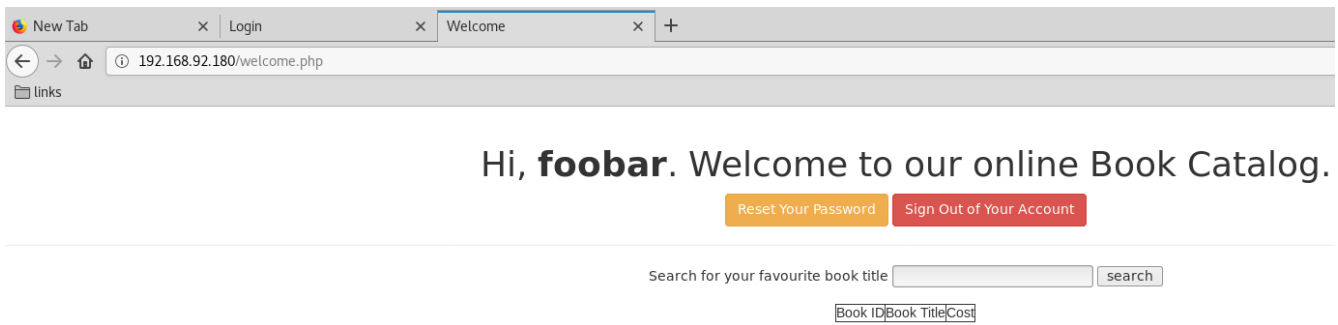 New Tab Login Welcome
192.168.92.180/welcome.php
links
Hi, foobar. Welcome to our online Book Catalog.
Reset Your Password Sign Out of Your Account
Search for your favourite book title search
Book ID Book Title Cost